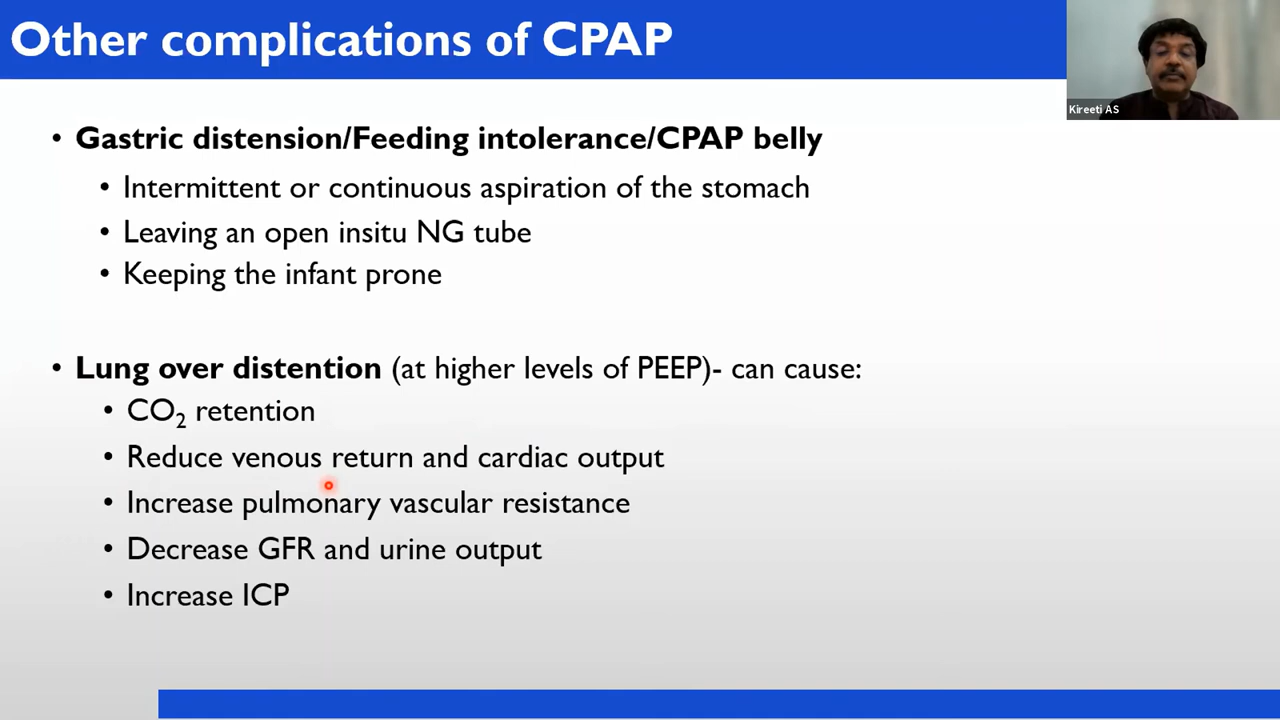 Other complications of CPAP
Kireeti AS
• Gastric distension/Feeding intolerance/CPAP belly
• Intermittent or continuous aspiration of the stomach
• Leaving an open insitu NG tube
• Keeping the infant prone
• Lung over distention (at higher levels of PEEP)- can cause:
• CO₂ retention
• Reduce venous return and cardiac output
• Increase pulmonary vascular resistance
• Decrease GFR and urine output
• Increase ICP